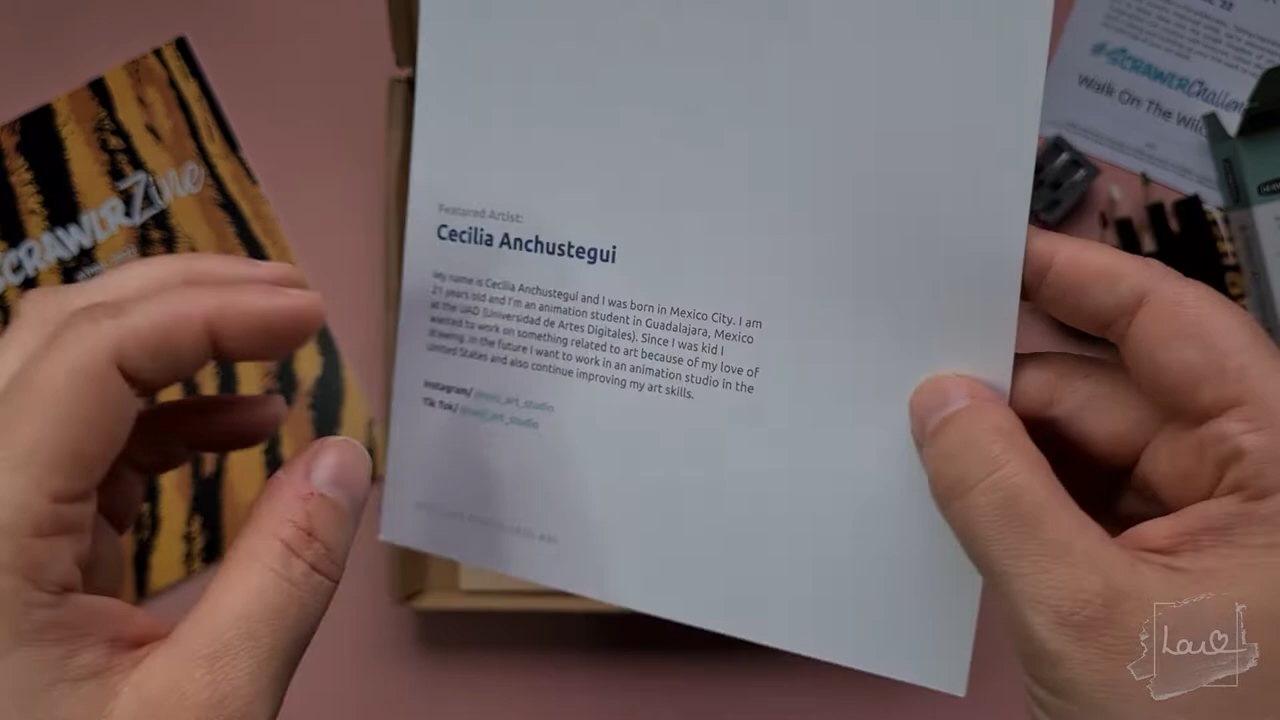 SCRAWLRZine
#SCRAWLRChallen
Walk On The Wil
Featured Artist:
Cecilia Anchustegui
My name is Cecilia Anchustegui and I was born in Mexico City. I am
21 years old and I'm an animation student in Guadalajara, Mexico
at the UAD (Universidad de Artes Digitales). Since I was kid I
wanted to work on something related to art because of my love of
drawing, in the future I want to work in an animation studio in the
United States and also continue improving my art skills.
Instagram/
Tik Tok/
Lou